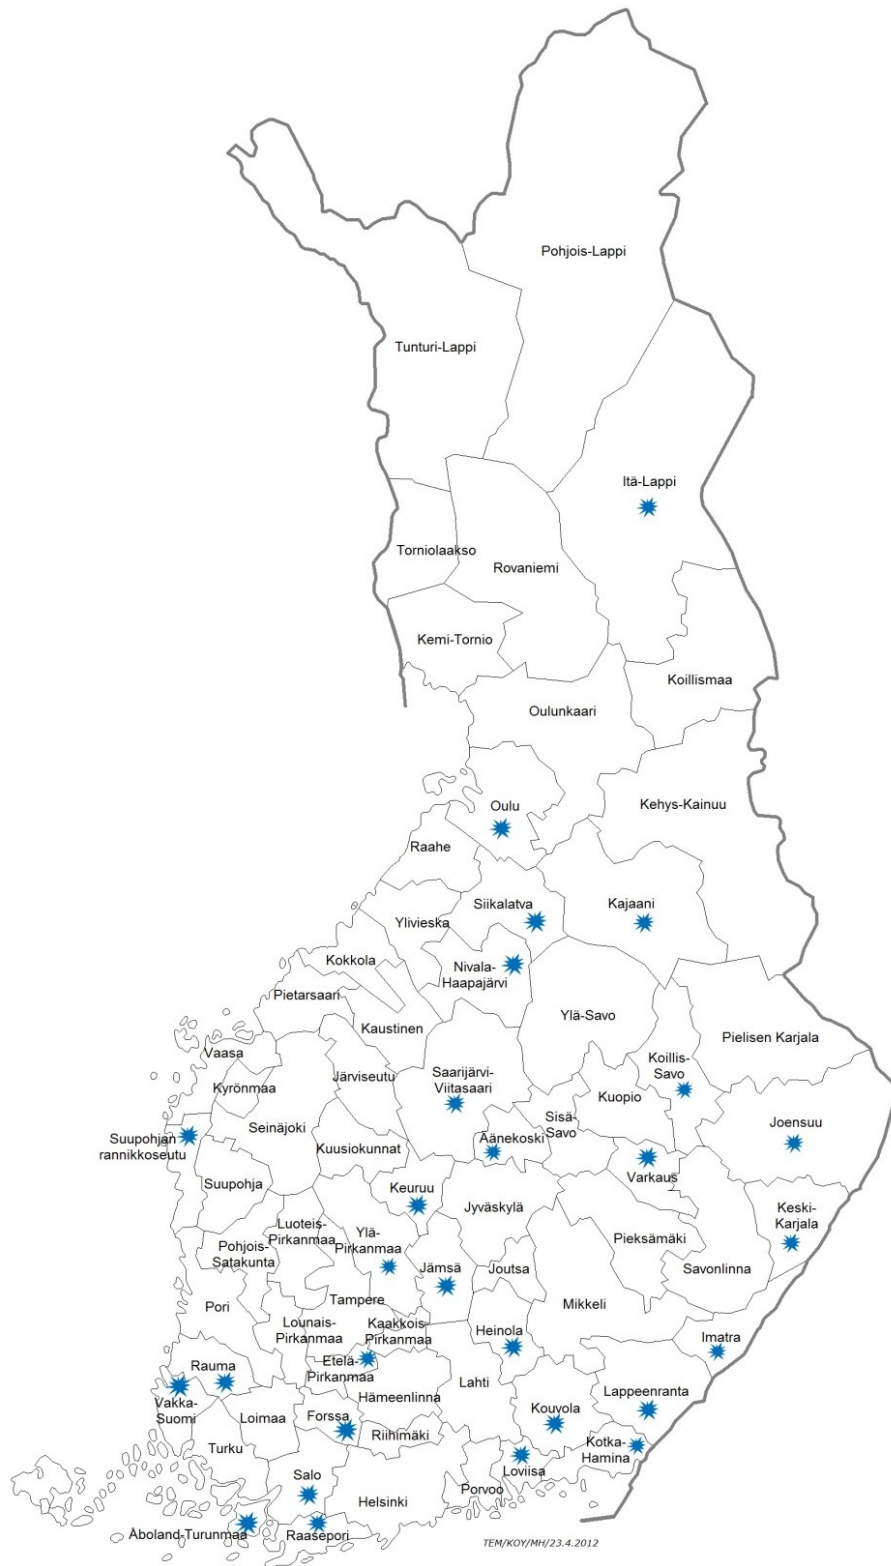 Pohjois-Lappi
Tunturi-Lappi
Itä-Lappi
Torniolaakso
Rovaniemi
Kemi-Tornio
Koillismaa
Oulunkaari
Oulu
Kehys-Kainuu
Raahe
Siikalatva
Kajaani
Ylivieska
Kokkola
Nivala-
Haapajärvi
Pietarsaari
Ylä-Savo
Kaustinen
Pielisen Karjala
Vaasa
Koillis-
Savo
Järviseutu
Saarijärvi-
Viitasaari
Kyrönmaa
Kuopio
Seinäjoki
Sisä-
Savo
Joensuu
Suupohjan
rannikkoseutu
Äänekoski
Kuusiokunnat
Varkaus
Suupohja
Keuruu
Jyväskylä
Keski-
Karjala
Luoteis-
Pirkanmaa
Ylä-
Pirkanmaa
Pieksämäki
Pohjois-
Satakunta
Jämsä
Joutsa
Savonlinna
Tampere
Mikkeli
Pori
Lounais-
Pirkanmaa
Kaakkois-
Pirkanmaa
Heinola
Imatra
Rauma
Etelä-
Pirkanmaa
Lahti
Lappeenranta
Hämeenlinna
Vakka-
Suomi
Loimaa
Forssa
Kouvola
Riihimäki
Turku
Kotka-
Hamina
Salo
Loviisa
Porvoo
Helsinki
Åboland-Turunmaa
Raasepori
TEM/KOY/MH/23.4.2012